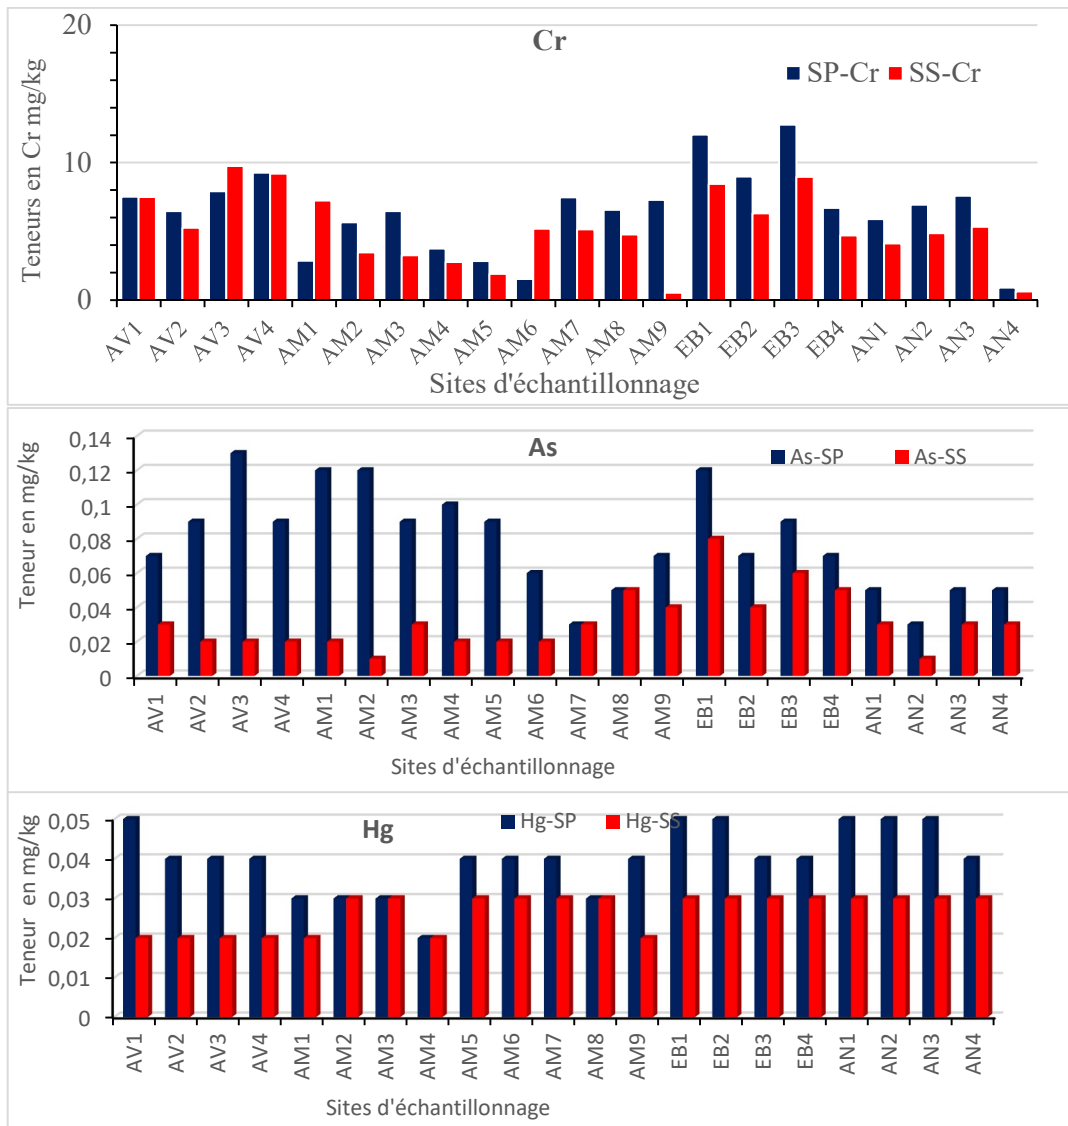 Cr
SP-Cr SS-Cr
Teneurs en Cr mg/kg
20
10
0
AV1 AV2 AV3 AV4 AM1 AM2 AM3 AM4 AM5 AM6 AM7 AM8 AM9 EB1 EB2 EB3 EB4 AN1 AN2 AN3 AN4
Sites d'échantillonnage
As
As-SP As-SS
Teneur en mg/kg
0,14
0,12
0,1
0,08
0,06
0,04
0,02
0
AV1 AV2 AV3 AV4 AM1 AM2 AM3 AM4 AM5 AM6 AM7 AM8 AM9 EB1 EB2 EB3 EB4 AN1 AN2 AN3 AN4
Sites d'échantillonnage
Hg
Hg-SP Hg-SS
Teneur en mg/kg
0,05
0,04
0,03
0,02
0,01
0
AV1 AV2 AV3 AV4 AM1 AM2 AM3 AM4 AM5 AM6 AM7 AM8 AM9 EB1 EB2 EB3 EB4 AN1 AN2 AN3 AN4
Sites d'échantillonnage